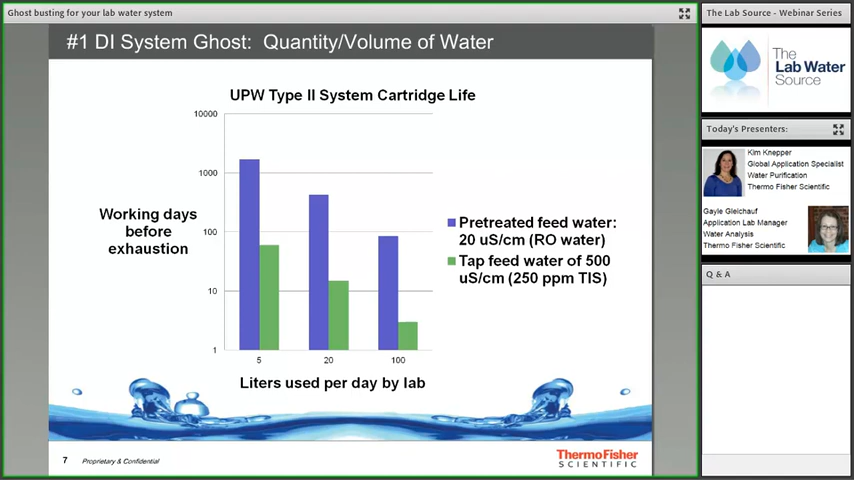 Ghost busting for your lab water system
#1 DI System Ghost: Quantity/Volume of Water
UPW Type II System Cartridge Life
10000
1000
100
10
1
Working days
before
exhaustion
5
20
100
Liters used per day by lab
Pretreated feed water:
20 uS/cm (RO water)
Tap feed water of 500
uS/cm (250 ppm TIS)
7
Proprietary & Confidential
ThermoFisher
SCIENTIFIC
The Lab Source - Webinar Series
The
Lab Water
Source
Today's Presenters:
Kim Knepper
Global Application Specialist
Water Purification
Thermo Fisher Scientific
Gayle Gleichauf
Application Lab Manager
Water Analysis
Thermo Fisher Scientific
Q & A